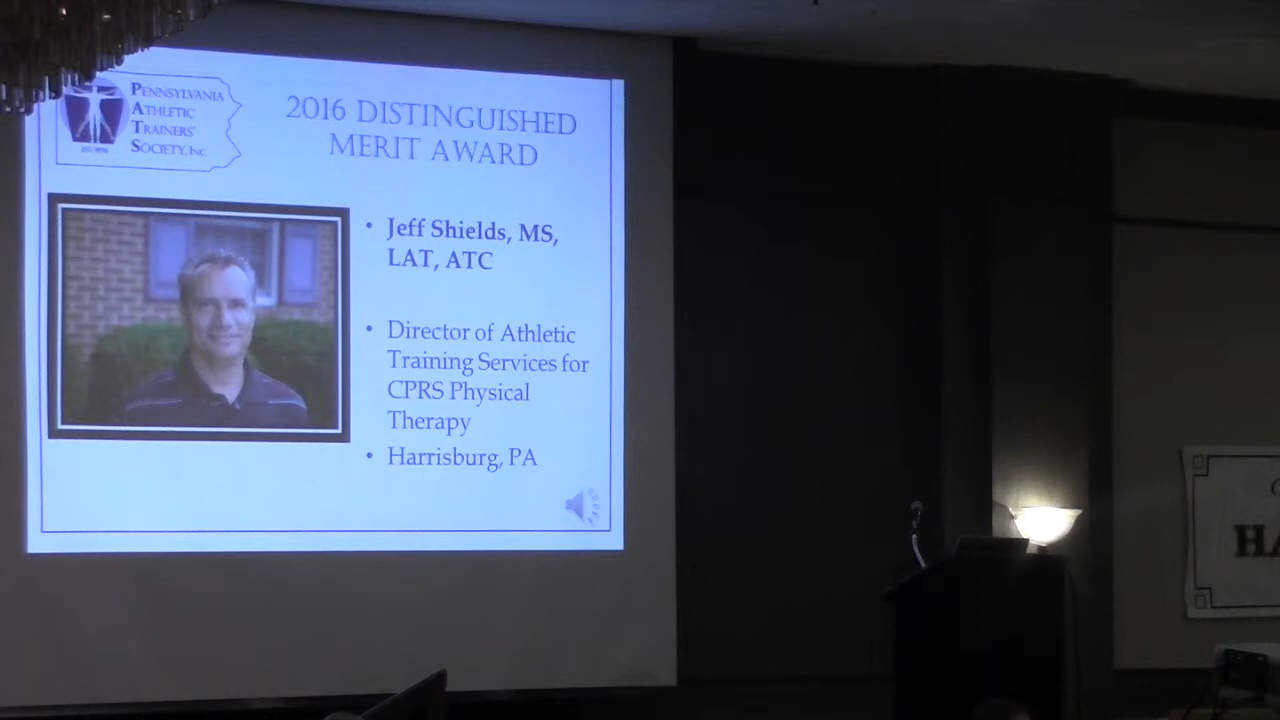 PENNSYLVANIA
ATHLETIC
TRAINERS'
SOCIETY, INC
2016 DISTINGUISHED
MERIT AWARD
• Jeff Shields, MS,
LAT, ATC
• Director of Athletic
Training Services for
CPRS Physical
Therapy
• Harrisburg, PA